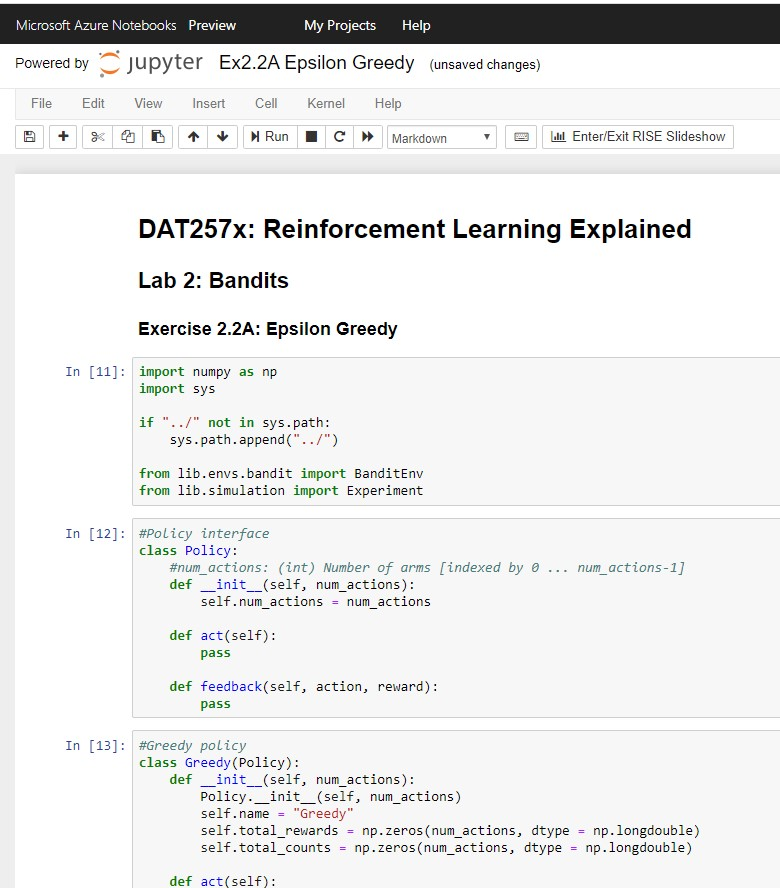 Microsoft Azure Notebooks Preview My Projects Help
Powered by jupyter Ex2.2A Epsilon Greedy (unsaved changes)
File Edit View Insert Cell Kernel Help
Run Markdown Enter/Exit RISE Slideshow
DAT257x: Reinforcement Learning Explained
Lab 2: Bandits
Exercise 2.2A: Epsilon Greedy
In [11]: import numpy as np
import sys
if "../" not in sys.path:
    sys.path.append("../")
from lib.envs.bandit import BanditEnv
from lib.simulation import Experiment
In [12]: #Policy interface
class Policy:
    #num_actions: (int) Number of arms [indexed by 0 ... num_actions-1]
    def __init__(self, num_actions):
        self.num_actions = num_actions
    def act(self):
        pass
    def feedback(self, action, reward):
        pass
In [13]: #Greedy policy
class Greedy(Policy):
    def __init__(self, num_actions):
        Policy.__init__(self, num_actions)
        self.name = "Greedy"
        self.total_rewards = np.zeros(num_actions, dtype = np.longdouble)
        self.total_counts = np.zeros(num_actions, dtype = np.longdouble)
    def act(self):